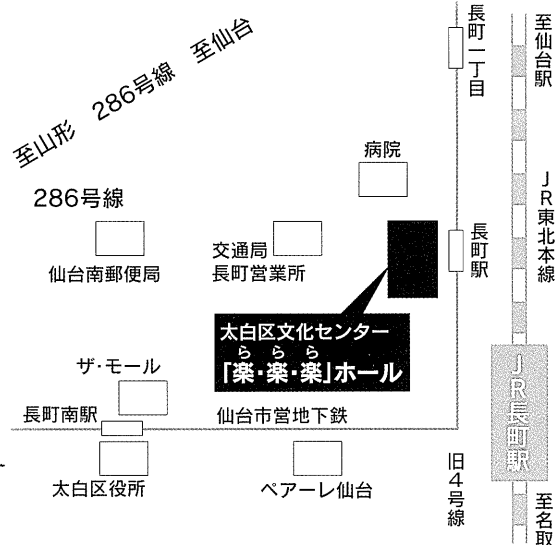 至山形 286号線 至仙台
286号線
長町一丁目
至仙台駅
JR東北本線
病院
長町駅
仙台南郵便局
交通局
長町営業所
太白区文化センター
ら ら ら
「楽・楽・楽」ホール
ザ・モール
長町南駅
仙台市営地下鉄
JR長町駅
太白区役所
ペアーレ仙台
旧4号線
至名取